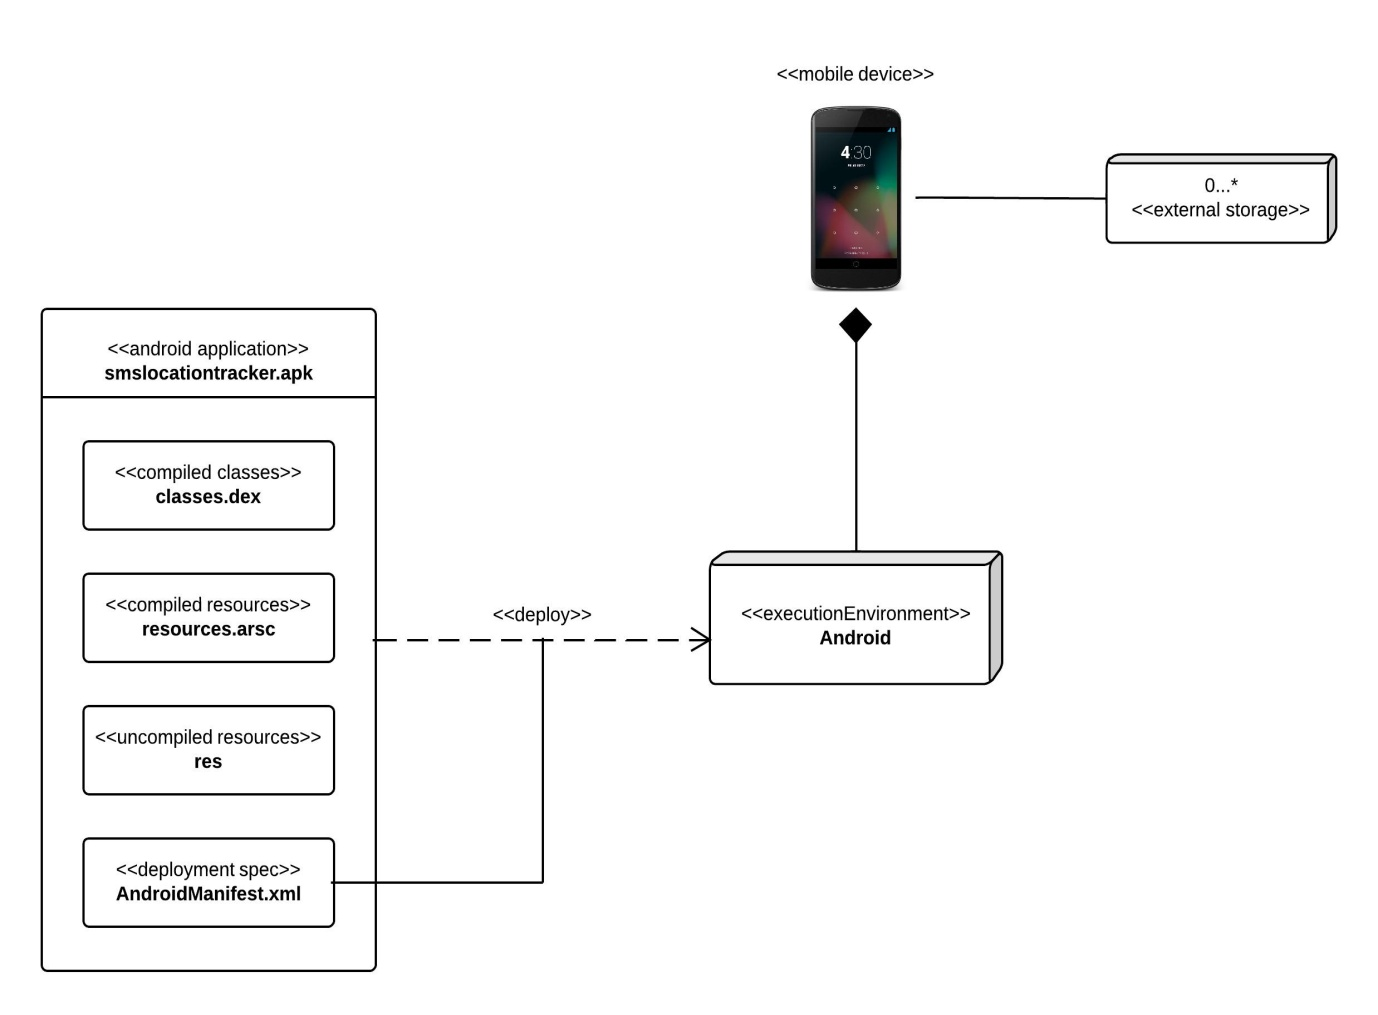 <<mobile device>>
4:30
0...*
<<external storage>>
<<android application>>
smslocationtracker.apk
<<compiled classes>>
classes.dex
<<compiled resources>>
resources.arsc
<<uncompiled resources>>
res
<<deployment spec>>
AndroidManifest.xml
<<deploy>>
<<executionEnvironment>>
Android